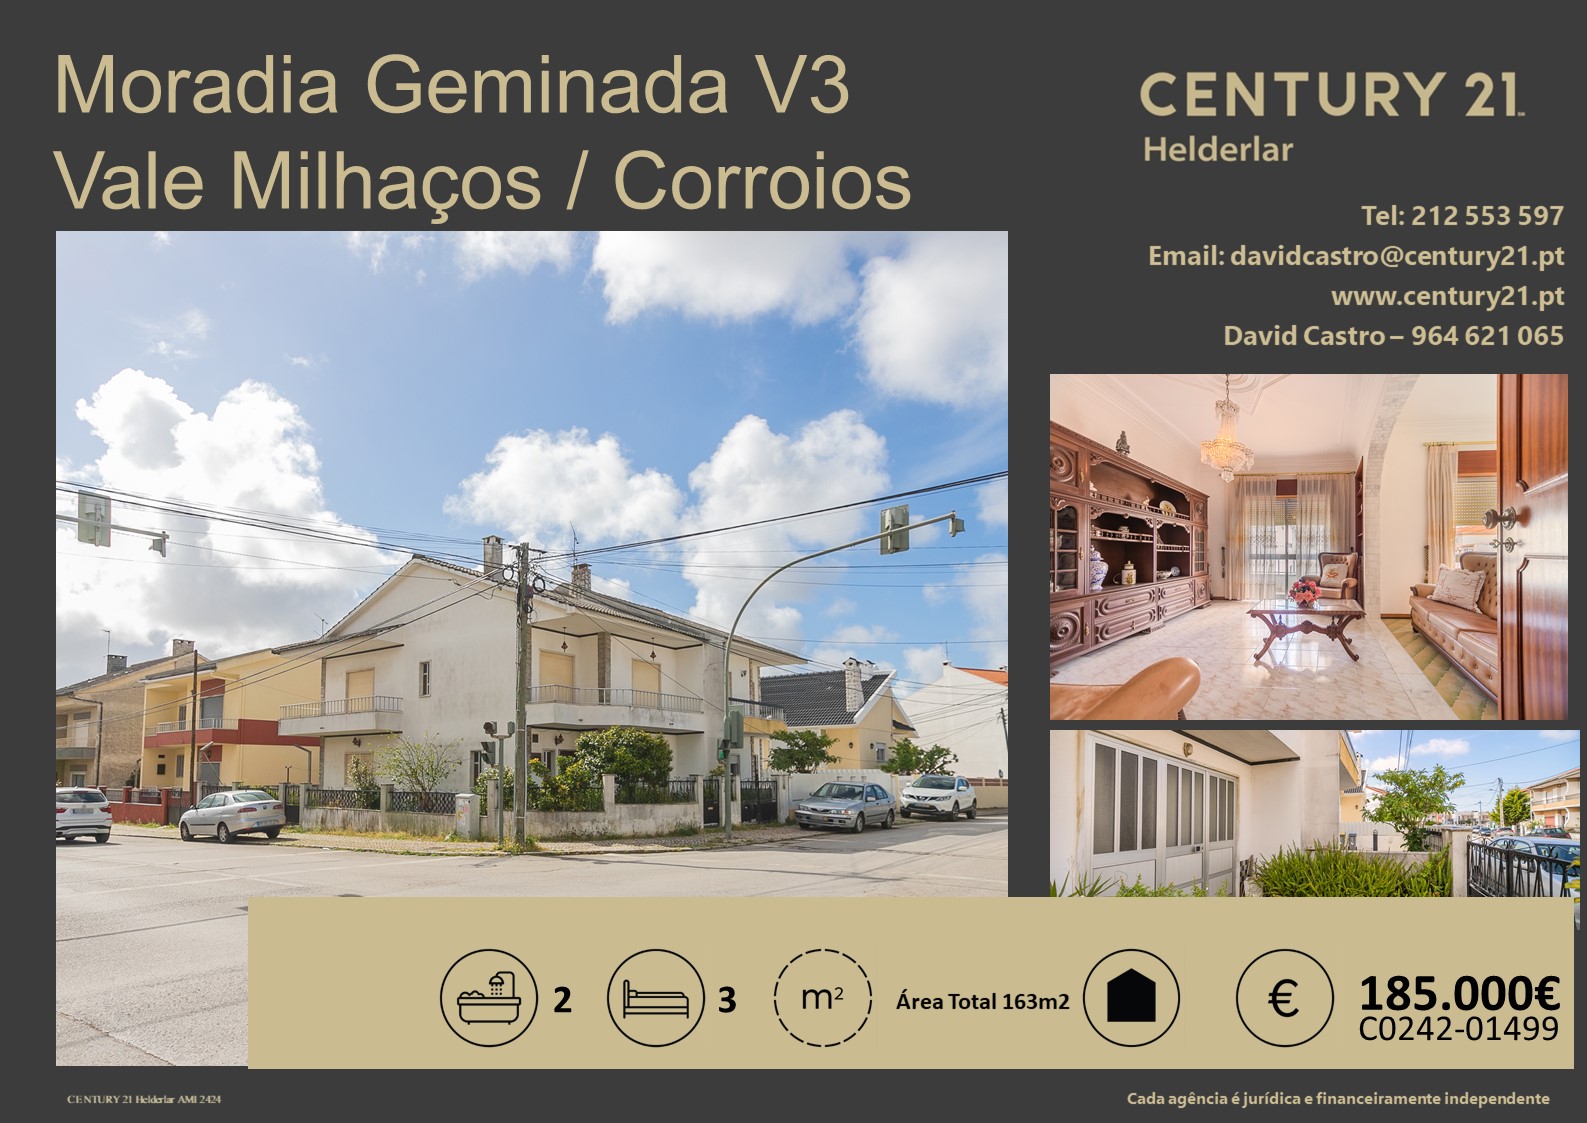 Moradia Geminada V3
Vale Milhaços / Corroios
CENTURY 21
Helderlar
Tel: 212 553 597
Email: davidcastro@century21.pt
www.century21.pt
David Castro – 964 621 065
2
3
m²
Área Total 163m2
€
185.000€
C0242-01499
CENTURY 21 Helderlar AMI 2424
Cada agência é jurídica e financeiramente independente